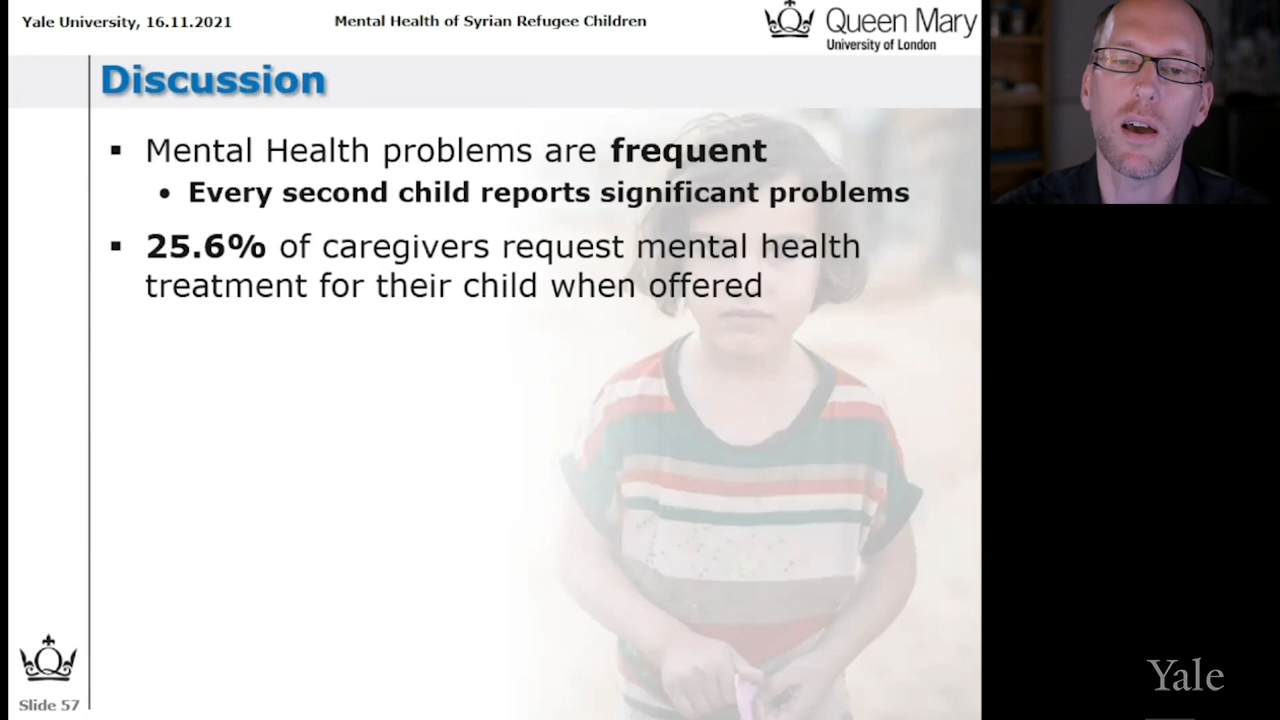 Yale University, 16.11.2021
Mental Health of Syrian Refugee Children
Queen Mary
University of London
Discussion
▪ Mental Health problems are frequent
• Every second child reports significant problems
▪ 25.6% of caregivers request mental health
treatment for their child when offered
Slide 57
Yale